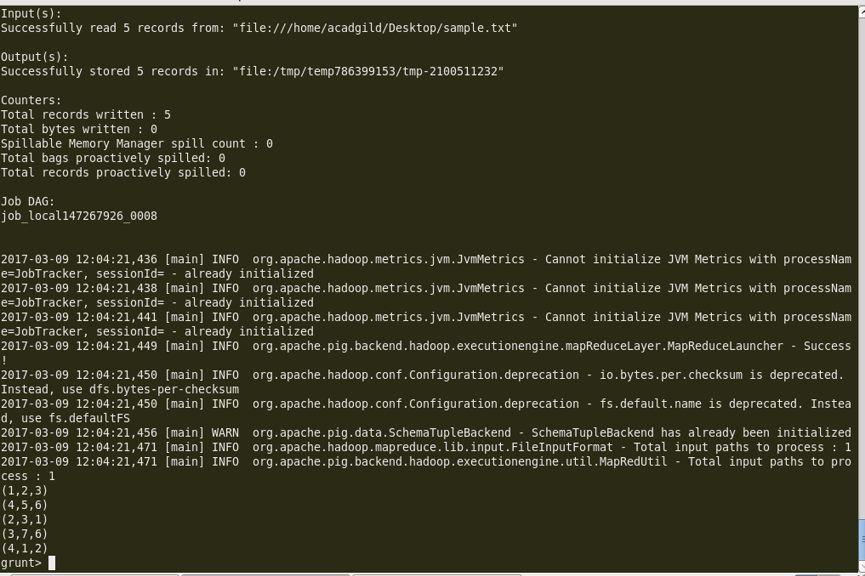 Input(s):
Successfully read 5 records from: "file:///home/acadgild/Desktop/sample.txt"
Output(s):
Successfully stored 5 records in: "file:/tmp/temp786399153/tmp-2100511232"
Counters:
Total records written : 5
Total bytes written : 0
Spillable Memory Manager spill count : 0
Total bags proactively spilled: 0
Total records proactively spilled: 0
Job DAG:
job_local147267926_0008
2017-03-09 12:04:21,436 [main] INFO  org.apache.hadoop.metrics.jvm.JvmMetrics - Cannot initialize JVM Metrics with processNam
e=JobTracker, sessionId= - already initialized
2017-03-09 12:04:21,438 [main] INFO  org.apache.hadoop.metrics.jvm.JvmMetrics - Cannot initialize JVM Metrics with processNam
e=JobTracker, sessionId= - already initialized
2017-03-09 12:04:21,441 [main] INFO  org.apache.hadoop.metrics.jvm.JvmMetrics - Cannot initialize JVM Metrics with processNam
e=JobTracker, sessionId= - already initialized
2017-03-09 12:04:21,449 [main] INFO  org.apache.pig.backend.hadoop.executionengine.mapReduceLayer.MapReduceLauncher - Success
!
2017-03-09 12:04:21,450 [main] INFO  org.apache.hadoop.conf.Configuration.deprecation - io.bytes.per.checksum is deprecated.
Instead, use dfs.bytes-per-checksum
2017-03-09 12:04:21,450 [main] INFO  org.apache.hadoop.conf.Configuration.deprecation - fs.default.name is deprecated. Instea
d, use fs.defaultFS
2017-03-09 12:04:21,456 [main] WARN  org.apache.pig.data.SchemaTupleBackend - SchemaTupleBackend has already been initialized
2017-03-09 12:04:21,471 [main] INFO  org.apache.hadoop.mapreduce.lib.input.FileInputFormat - Total input paths to process : 1
2017-03-09 12:04:21,471 [main] INFO  org.apache.pig.backend.hadoop.executionengine.util.MapRedUtil - Total input paths to pro
cess : 1
(1,2,3)
(4,5,6)
(2,3,1)
(3,7,6)
(4,1,2)
grunt>